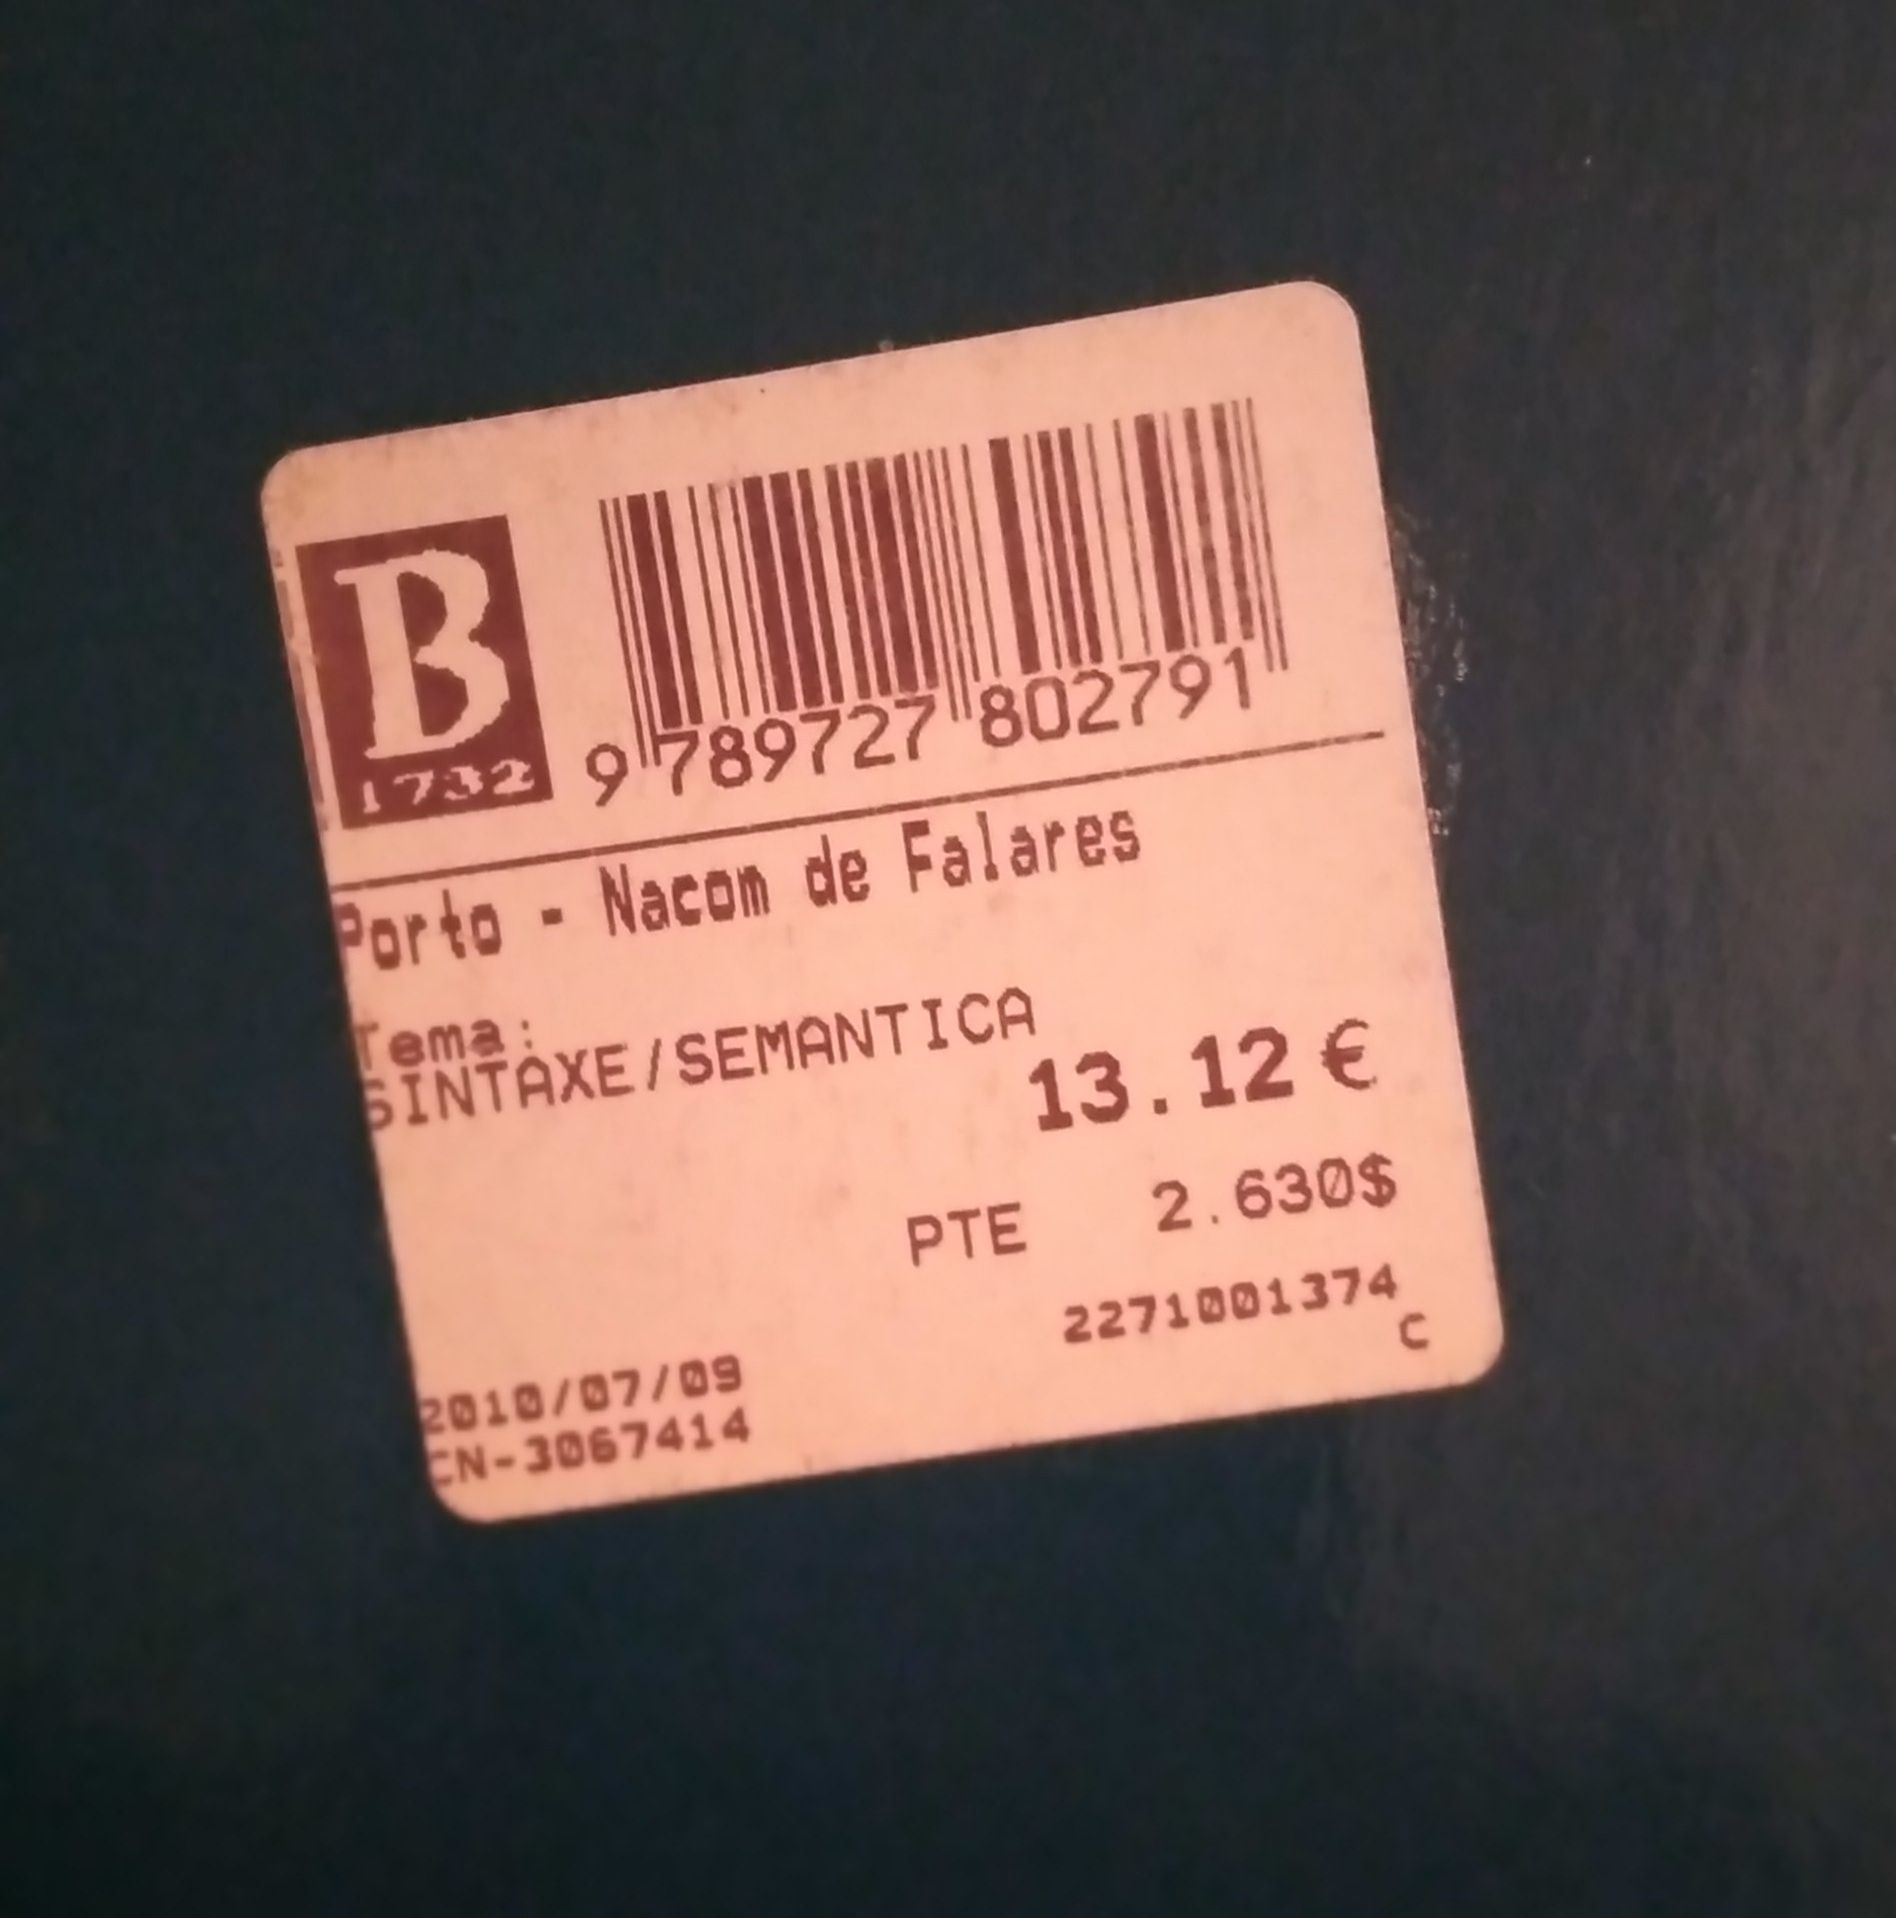 B
1732
9 789727 802791
Porto - Nacom de Falares
Tema:
SINTAXE/SEMANTICA
13.12 €
PTE 2.630$
2271001374
C
2010/07/09
CN-3067414